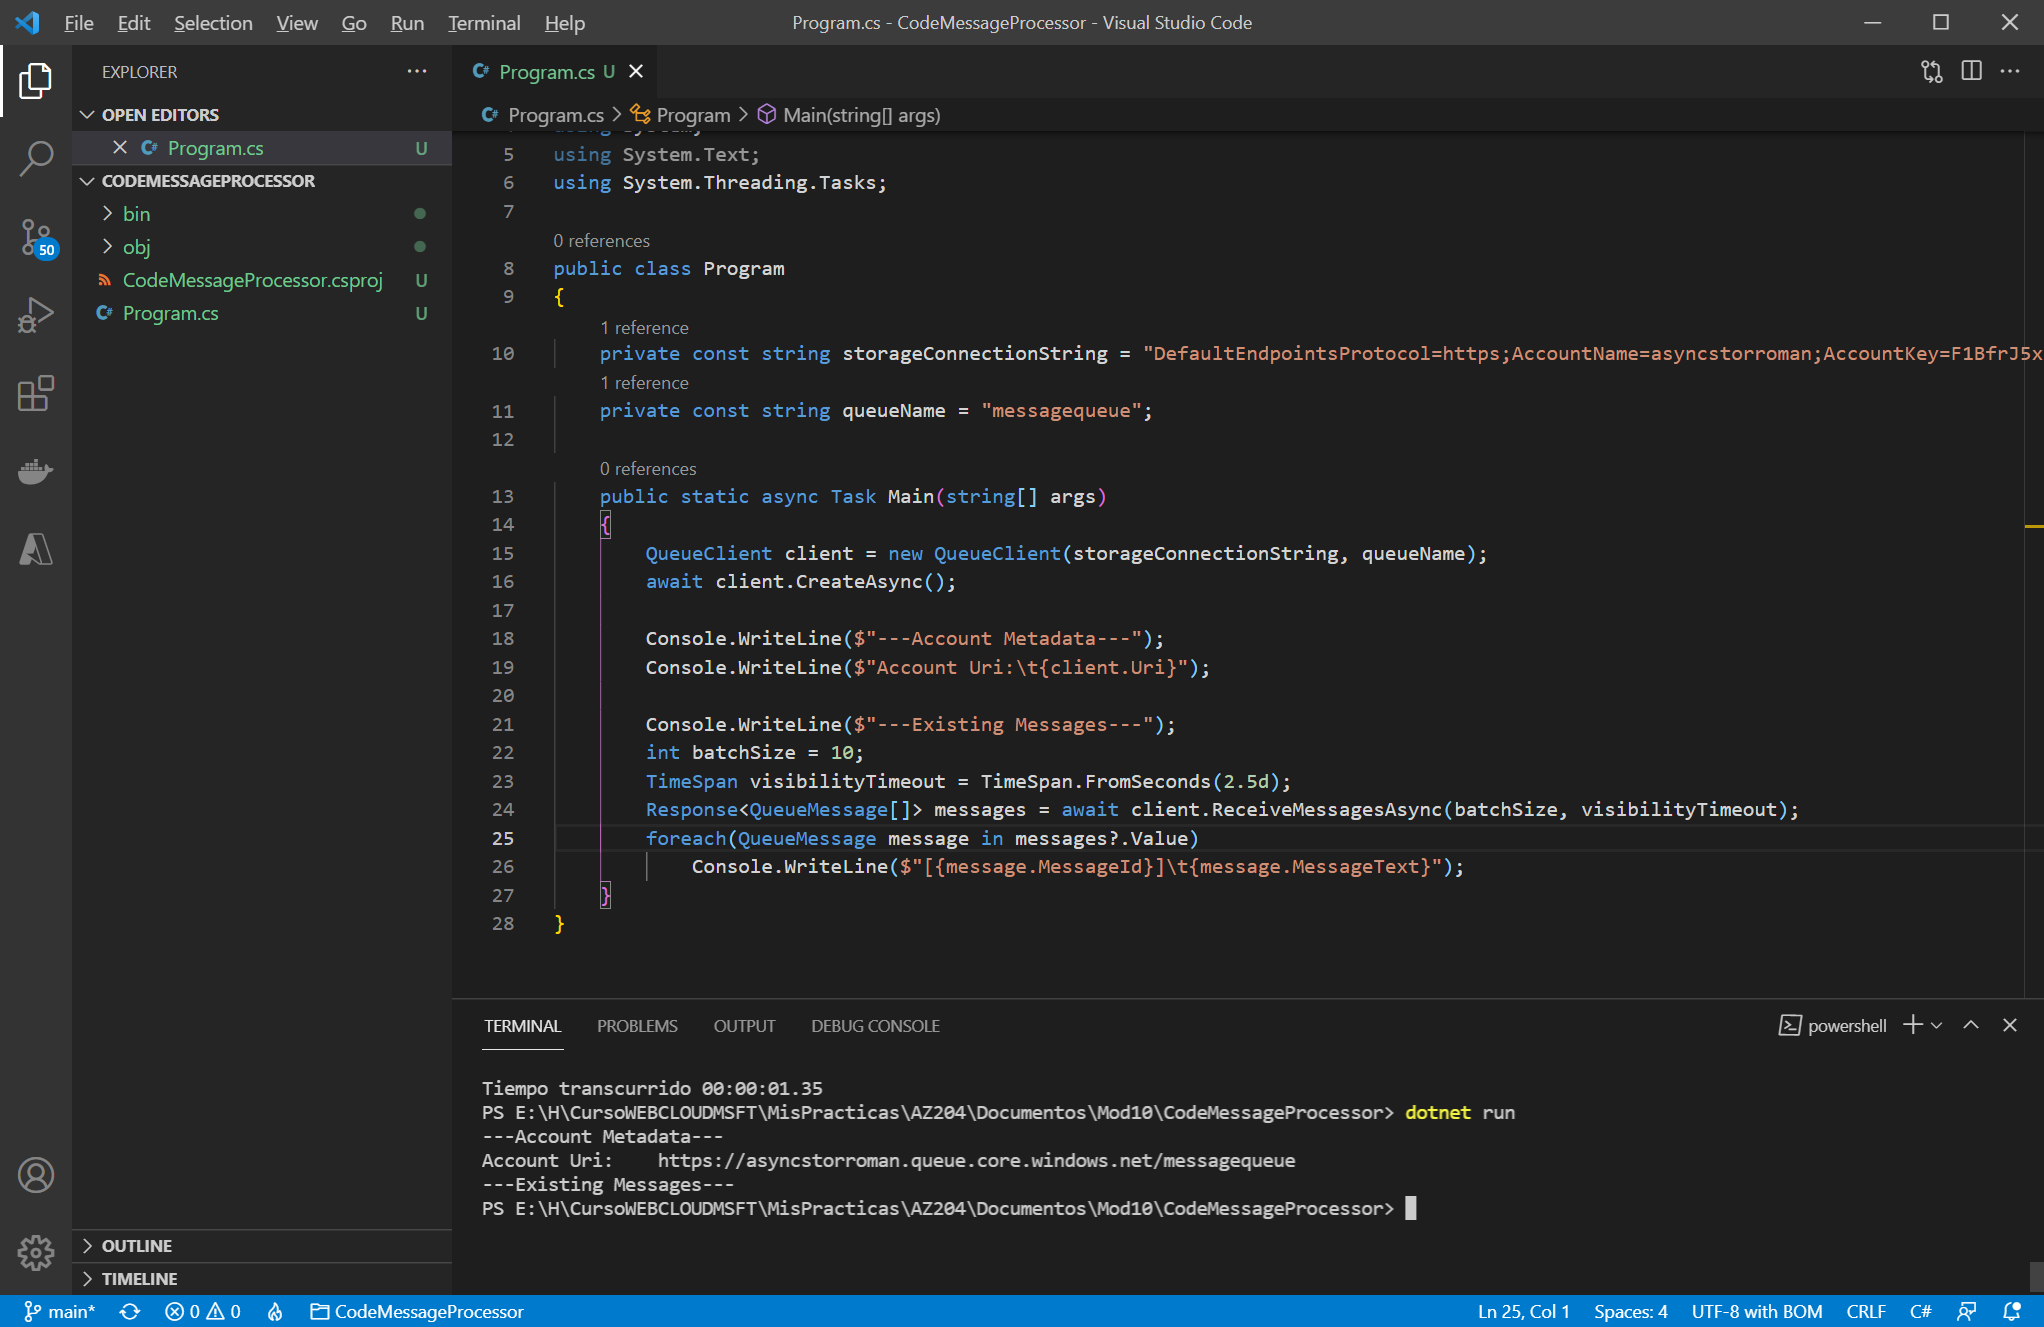 File Edit Selection View Go Run Terminal Help Program.cs - CodeMessageProcessor - Visual Studio Code
EXPLORER
OPEN EDITORS
Program.cs U
CODEMESSAGEPROCESSOR
bin
obj
CodeMessageProcessor.csproj U
Program.cs U
50
OUTLINE
TIMELINE
Program.cs U
Program.cs > Program > Main(string[] args)
5 using System.Text;
6 using System.Threading.Tasks;
7
0 references
8 public class Program
9 {
1 reference
10 private const string storageConnectionString = "DefaultEndpointsProtocol=https;AccountName=asyncstorroman;AccountKey=F1BfrJ5x
1 reference
11 private const string queueName = "messagequeue";
12
0 references
13 public static async Task Main(string[] args)
14 {
15 QueueClient client = new QueueClient(storageConnectionString, queueName);
16 await client.CreateAsync();
17
18 Console.WriteLine($"---Account Metadata---");
19 Console.WriteLine($"Account Uri:\t{client.Uri}");
20
21 Console.WriteLine($"---Existing Messages---");
22 int batchSize = 10;
23 TimeSpan visibilityTimeout = TimeSpan.FromSeconds(2.5d);
24 Response<QueueMessage[]> messages = await client.ReceiveMessagesAsync(batchSize, visibilityTimeout);
25 foreach(QueueMessage message in messages?.Value)
26 Console.WriteLine($"[{message.MessageId}]\t{message.MessageText}");
27 }
28 }
TERMINAL PROBLEMS OUTPUT DEBUG CONSOLE powershell
Tiempo transcurrido 00:00:01.35
PS E:\H\CursoWEBCLOUDMSFT\MisPracticas\AZ204\Documentos\Mod10\CodeMessageProcessor> dotnet run
---Account Metadata---
Account Uri: https://asyncstorroman.queue.core.windows.net/messagequeue
---Existing Messages---
PS E:\H\CursoWEBCLOUDMSFT\MisPracticas\AZ204\Documentos\Mod10\CodeMessageProcessor>
main* 0 0 CodeMessageProcessor Ln 25, Col 1 Spaces: 4 UTF-8 with BOM CRLF C#